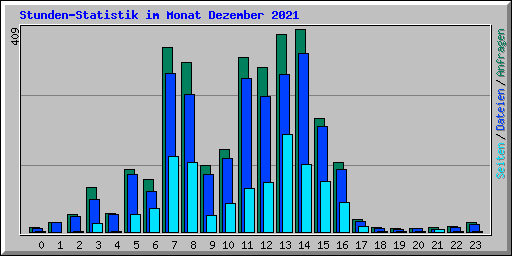 Stunden-Statistik im Monat Dezember 2021
409
Seiten / Dateien / Anfragen
0 1 2 3 4 5 6 7 8 9 10 11 12 13 14 15 16 17 18 19 20 21 22 23